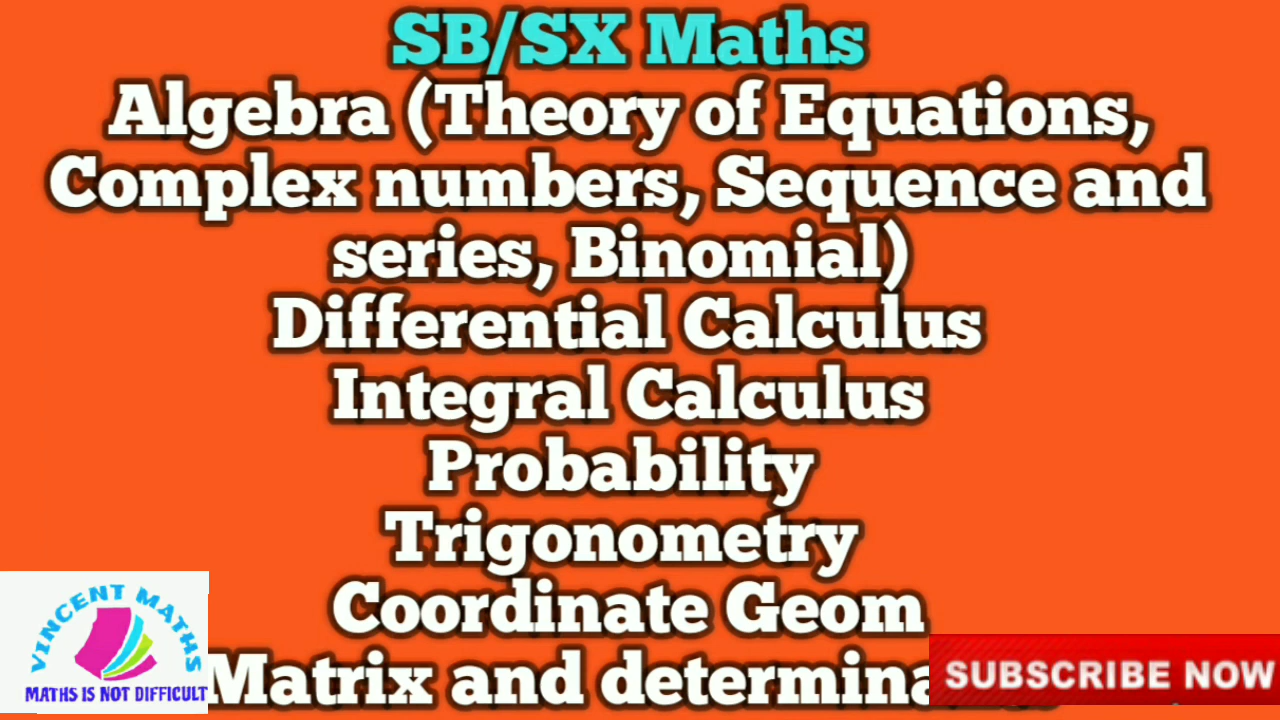 SB/SX Maths
Algebra (Theory of Equations,
Complex numbers, Sequence and
series, Binomial)
Differential Calculus
Integral Calculus
Probability
Trigonometry
Coordinate Geom
Matrix and
VINCENT MATHS
MATHS IS NOT DIFFICULT
SUBSCRIBE NOW